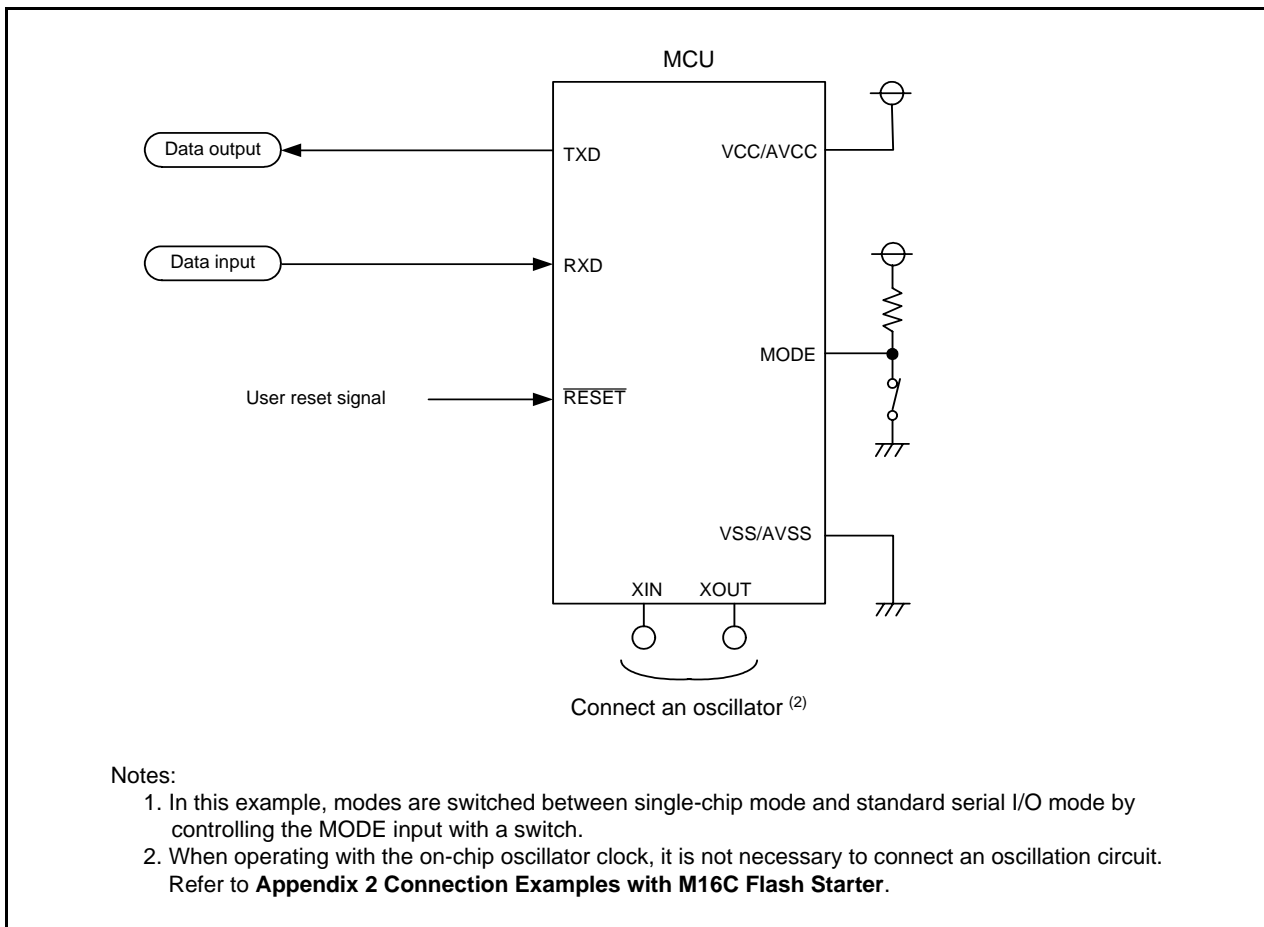 MCU
Data output
TXD
VCC/AVCC
Data input
RXD
MODE
User reset signal
RESET
VSS/AVSS
XIN XOUT
Connect an oscillator (2)
Notes:
1. In this example, modes are switched between single-chip mode and standard serial I/O mode by
controlling the MODE input with a switch.
2. When operating with the on-chip oscillator clock, it is not necessary to connect an oscillation circuit.
Refer to Appendix 2 Connection Examples with M16C Flash Starter.